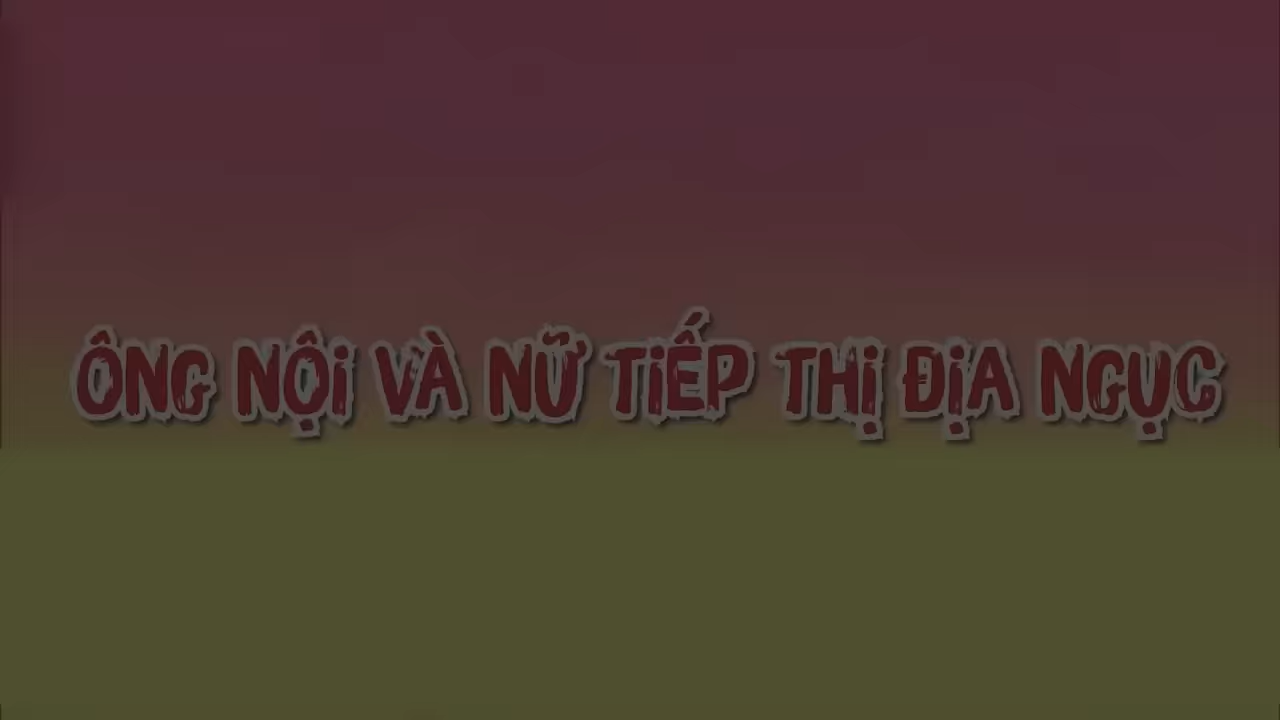 ÔNG NỘI VÀ NỮ TIẾP THỊ ĐỊA NGỤC